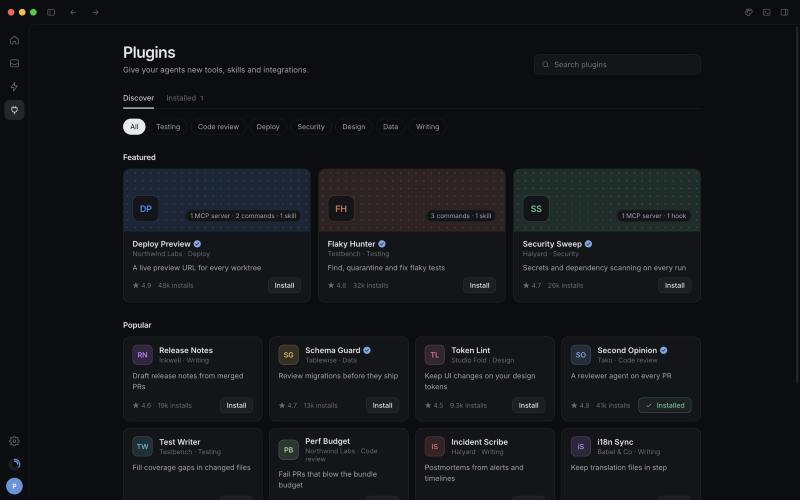 Plugins
Give your agents new tools, skills and integrations.
Search plugins
Discover
Installed 1
All
Testing
Code review
Deploy
Security
Design
Data
Writing
Featured
DP
1 MCP server · 2 commands · 1 skill
Deploy Preview
Northwind Labs · Deploy
A live preview URL for every worktree
4.9 48k installs
Install
FH
3 commands · 1 skill
Flaky Hunter
Testbench · Testing
Find, quarantine and fix flaky tests
4.8 32k installs
Install
SS
1 MCP server · 1 hook
Security Sweep
Halyard · Security
Secrets and dependency scanning on every run
4.7 26k installs
Install
Popular
RN
Release Notes
Inkwell · Writing
Draft release notes from merged
PRs
4.6 19k installs
Install
SG
Schema Guard
Tablewise · Data
Review migrations before they ship
4.7 13k installs
Install
TL
Token Lint
Studio Fold · Design
Keep UI changes on your design
tokens
4.5 9.3k installs
Install
SO
Second Opinion
Tako · Code review
A reviewer agent on every PR
4.8 41k installs
Installed
TW
Test Writer
Testbench · Testing
Fill coverage gaps in changed files
PB
Perf Budget
Northwind Labs · Code
review
Fail PRs that blow the bundle
budget
IS
Incident Scribe
Halyard · Writing
Postmortems from alerts and
timelines
iS
i18n Sync
Babel & Co · Writing
Keep translation files in step
P